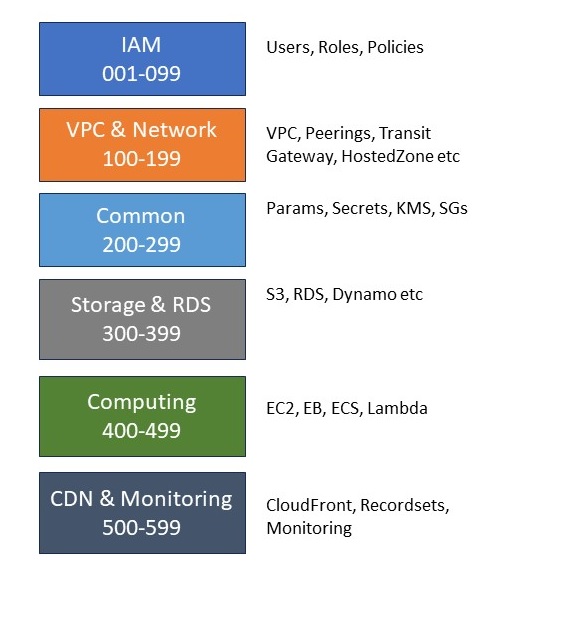 IAM
001-099
Users, Roles, Policies
VPC & Network
100-199
VPC, Peerings, Transit
Gateway, HostedZone etc
Common
200-299
Params, Secrets, KMS, SGs
Storage & RDS
300-399
S3, RDS, Dynamo etc
Computing
400-499
EC2, EB, ECS, Lambda
CDN & Monitoring
500-599
CloudFront, Recordsets,
Monitoring